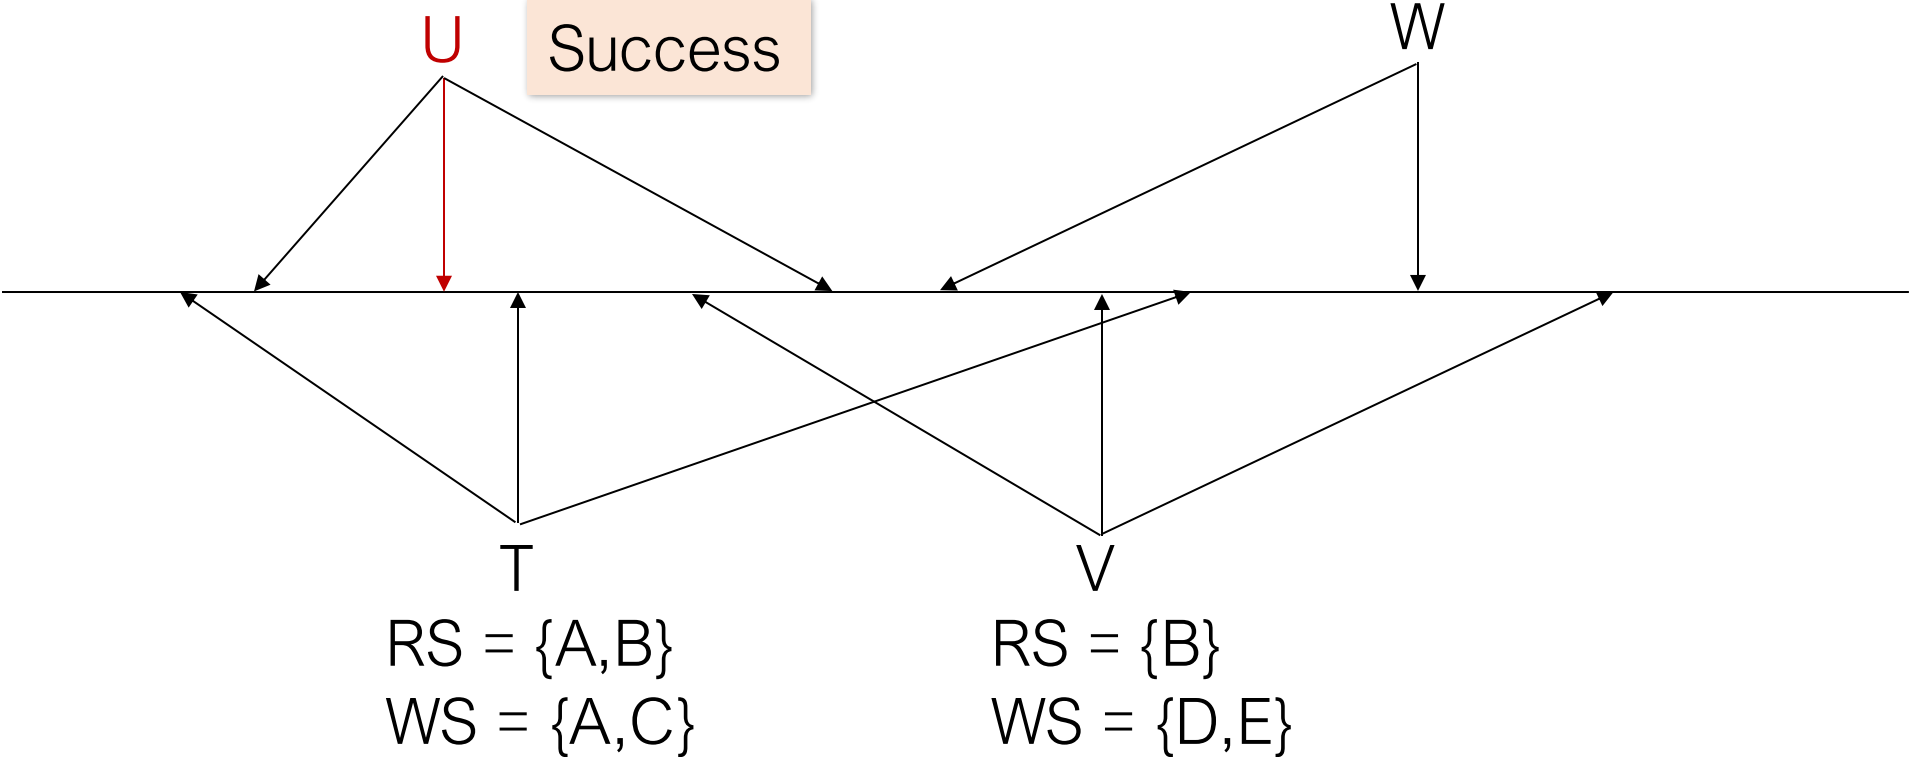 U
Success
W
T
RS = {A,B}
WS = {A,C}
V
RS = {B}
WS = {D,E}